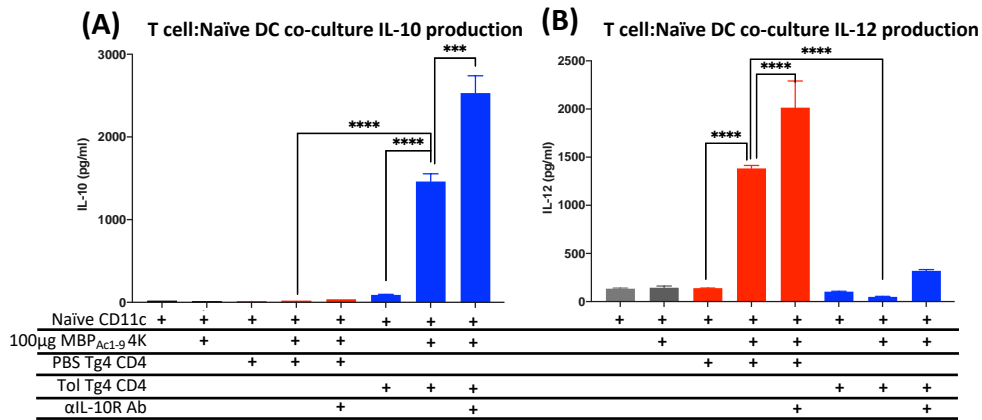 (A) T cell:Naïve DC co-culture IL-10 production
3000
2000
1000
0
IL-10 (pg/ml)
***
****
****
(B) T cell:Naïve DC co-culture IL-12 production
2500
2000
1500
1000
500
0
IL-12 (pg/ml)
****
****
****
Naïve CD11c + + + + + + + + + + + + + + + +
100µg MBPAc1-9 4K + + + + + + + + + +
PBS Tg4 CD4 + + + + + +
Tol Tg4 CD4 + + + + + +
αIL-10R Ab + + + +